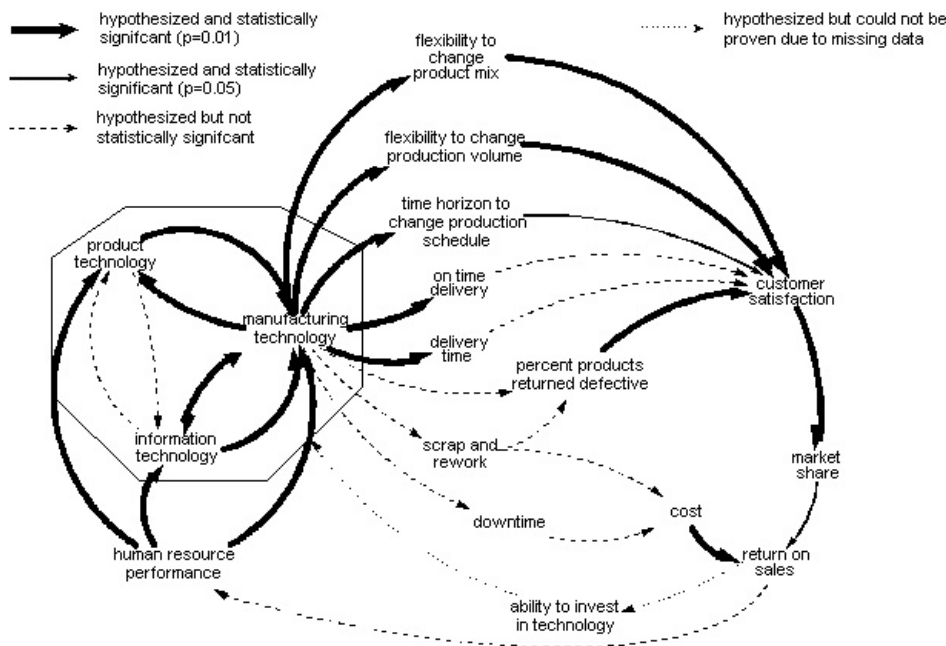 hypothesized and statistically
signifcant (p=0.01)
hypothesized and statistically
significant (p=0.05)
hypothesized but not
statistically signifcant
hypothesized but could not be
proven due to missing data
flexibility to
change
product mix
flexibility to change
production volume
time horizon to
change production
schedule
product
technology
on time
delivery
customer
satisfaction
manufacturing
technology
delivery
time
percent products
returned defective
information
technology
scrap and
rework
market
share
downtime
cost
human resource
performance
return on
sales
ability to invest
in technology